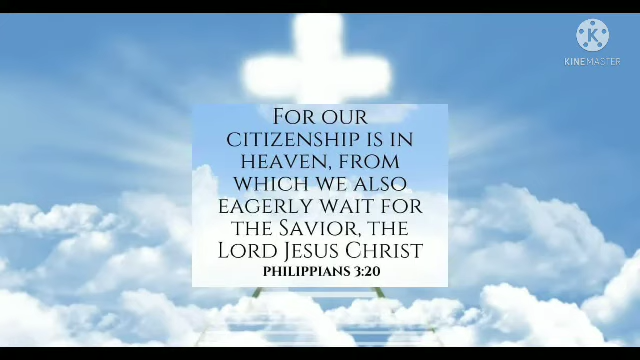 K
KINEMASTER
For our
citizenship is in
heaven, from
which we also
eagerly wait for
the Savior, the
Lord Jesus Christ
Philippians 3:20